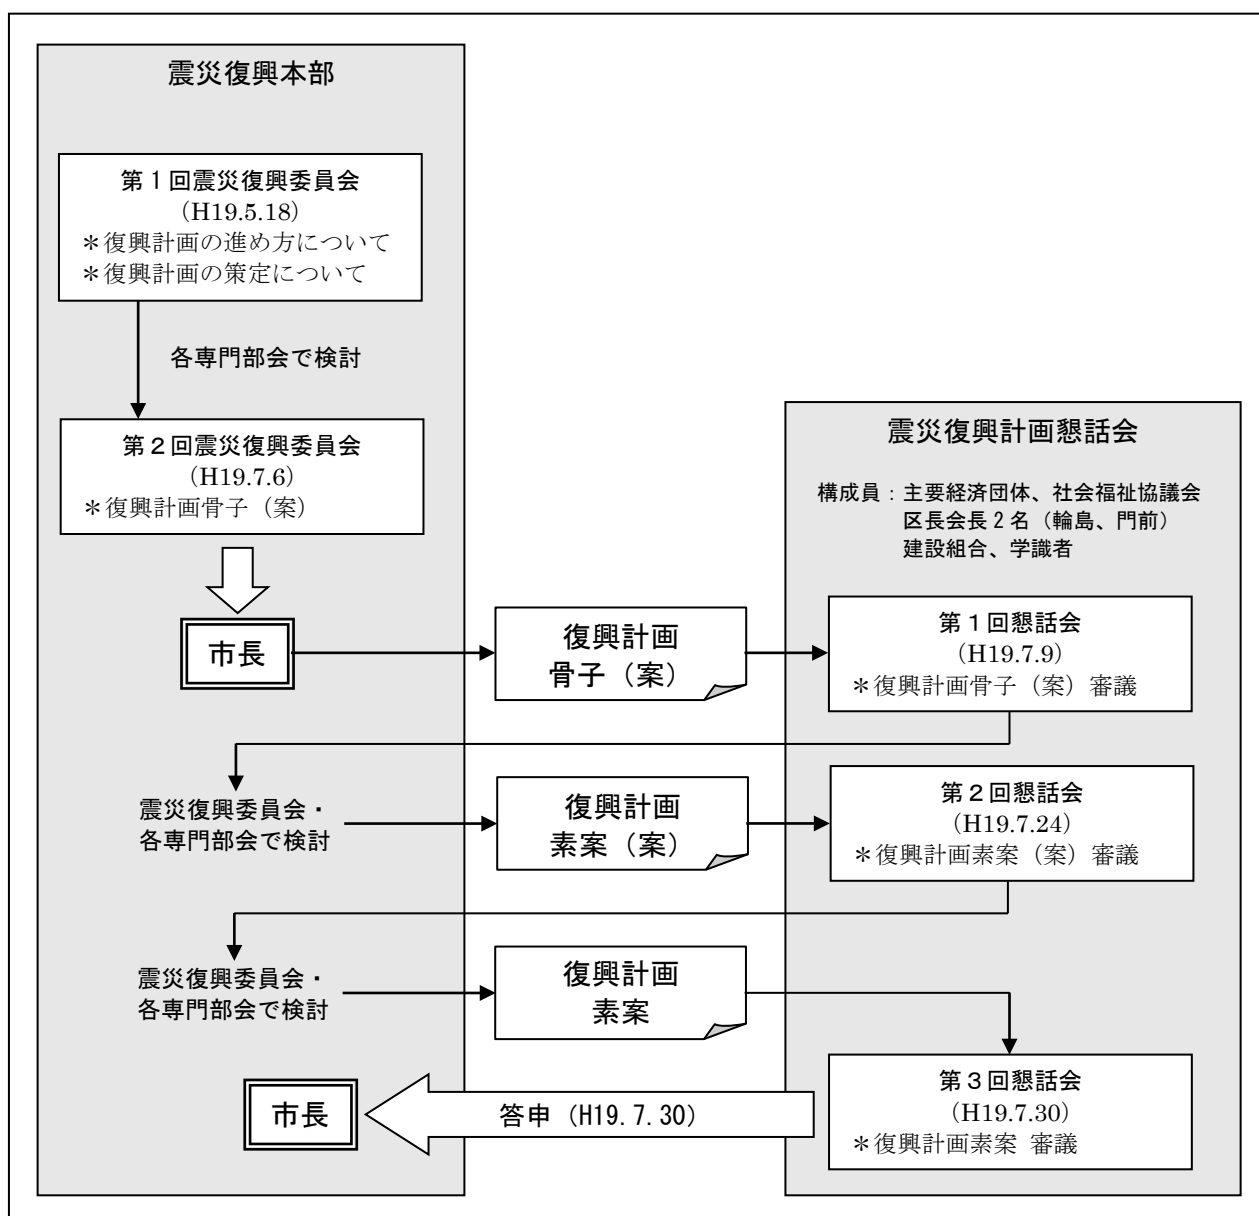 震災復興本部
第1回震災復興委員会
(H19.5.18)
＊復興計画の進め方について
＊復興計画の策定について
各専門部会で検討
第2回震災復興委員会
(H19.7.6)
＊復興計画骨子（案）
市長
復興計画
骨子（案）
震災復興計画懇話会
構成員：主要経済団体、社会福祉協議会
区長会長2名（輪島、門前）
建設組合、学識者
第1回懇話会
(H19.7.9)
＊復興計画骨子（案）審議
震災復興委員会・
各専門部会で検討
復興計画
素案（案）
第2回懇話会
(H19.7.24)
＊復興計画素案（案）審議
震災復興委員会・
各専門部会で検討
復興計画
素案
第3回懇話会
(H19.7.30)
＊復興計画素案 審議
答申（H19.7.30）
市長